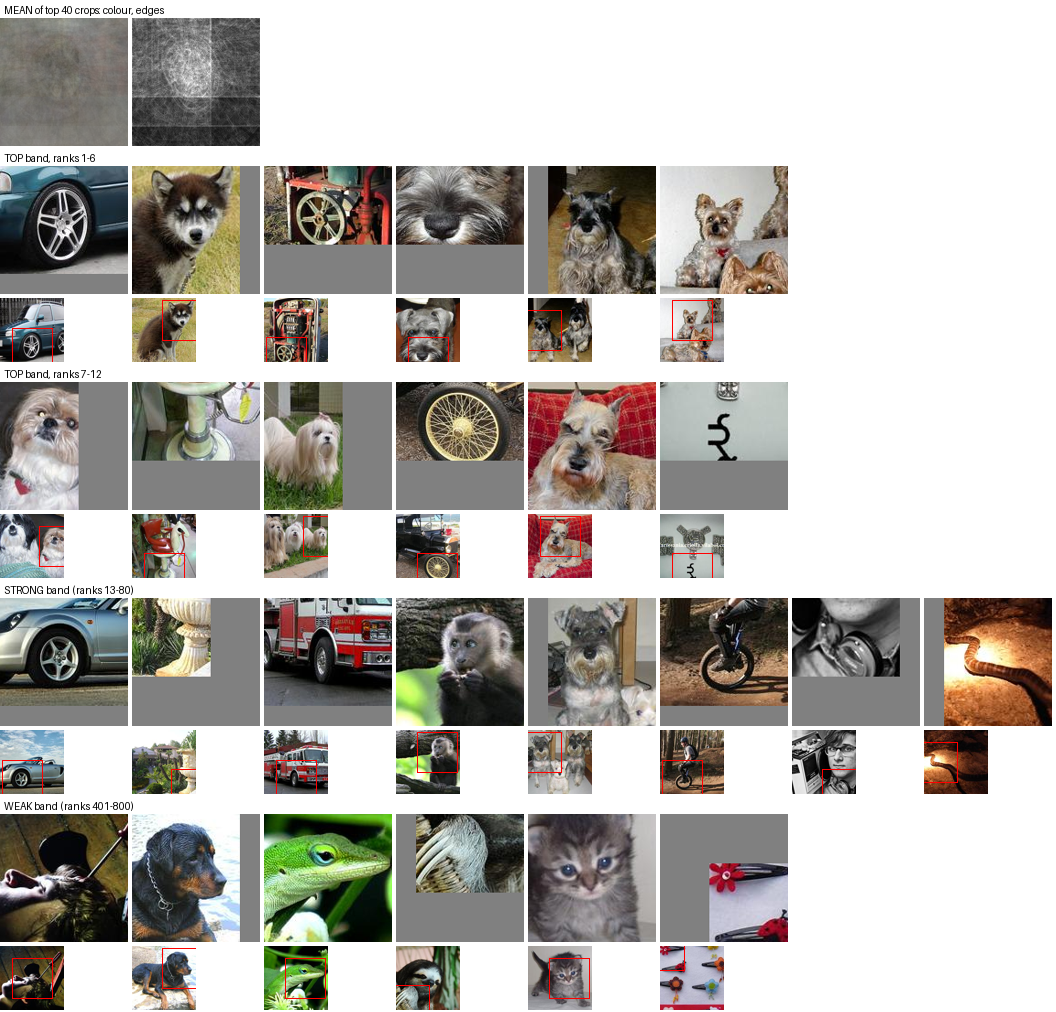 MEAN of top 40 crops: colour, edges
TOP band, ranks 1-6
TOP band, ranks 7-12
STRONG band (ranks 13-80)
WEAK band (ranks 401-800)